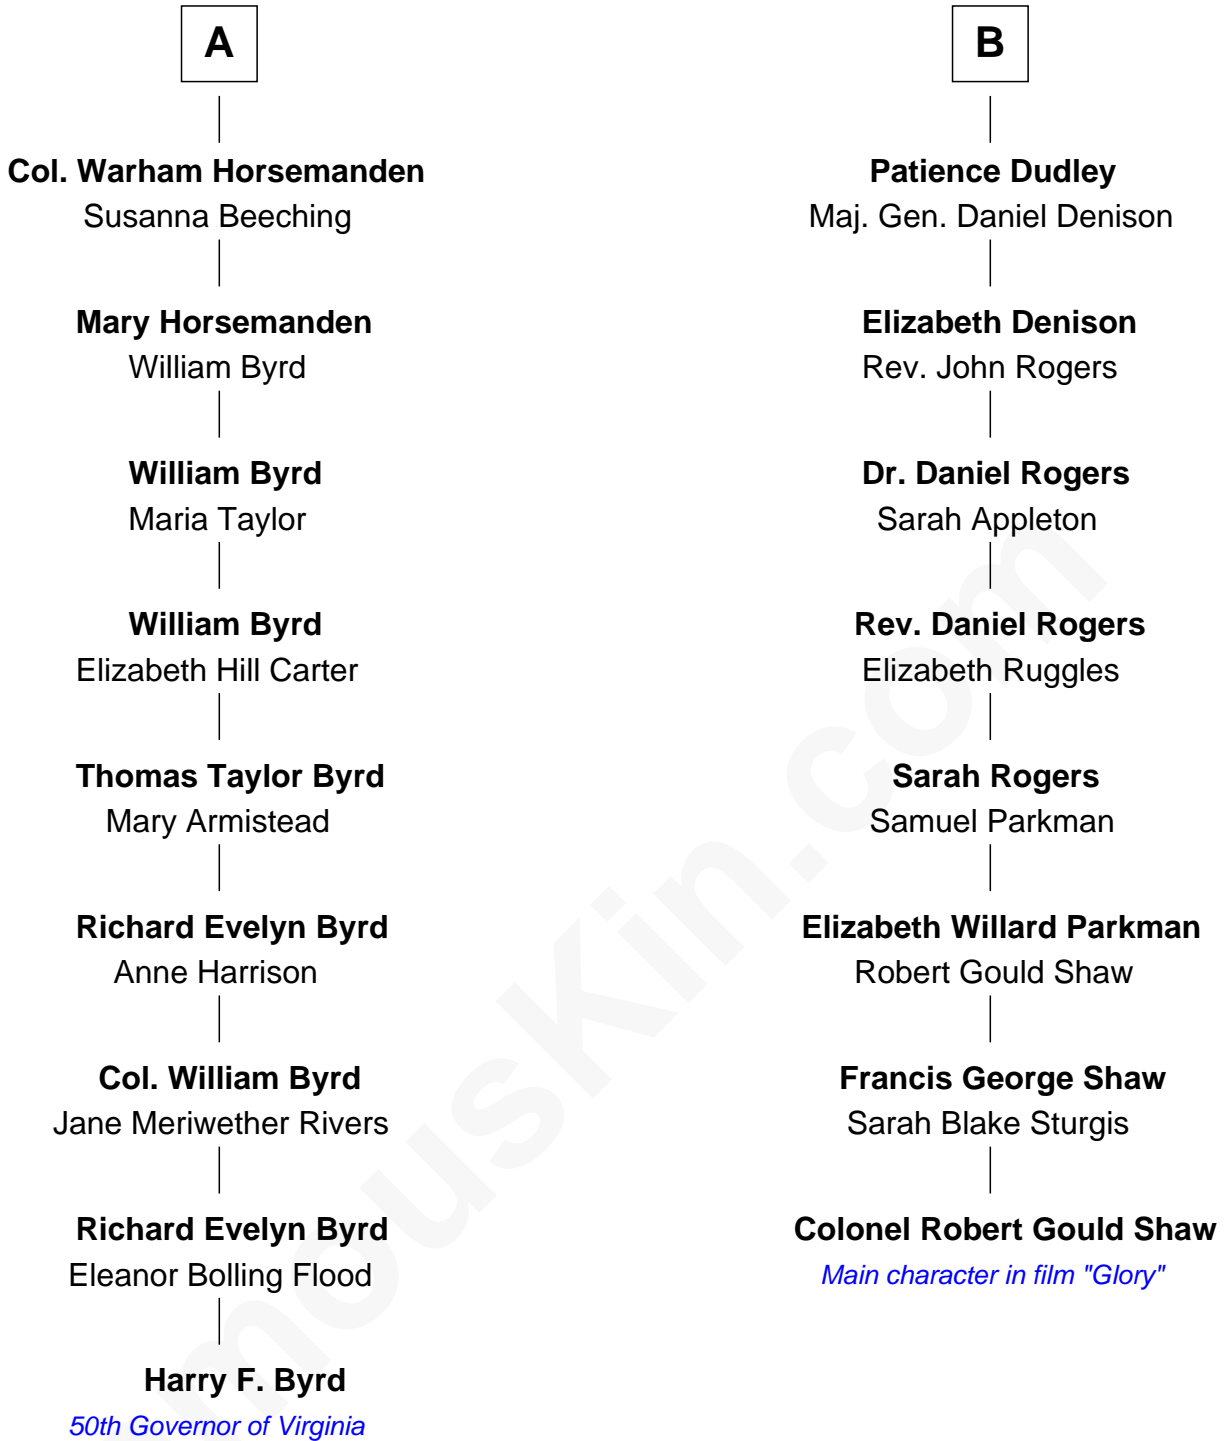 A
Col. Warham Horsemanden
Susanna Beeching
Mary Horsemanden
William Byrd
William Byrd
Maria Taylor
William Byrd
Elizabeth Hill Carter
Thomas Taylor Byrd
Mary Armistead
Richard Evelyn Byrd
Anne Harrison
Col. William Byrd
Jane Meriwether Rivers
Richard Evelyn Byrd
Eleanor Bolling Flood
Harry F. Byrd
50th Governor of Virginia
B
Patience Dudley
Maj. Gen. Daniel Denison
Elizabeth Denison
Rev. John Rogers
Dr. Daniel Rogers
Sarah Appleton
Rev. Daniel Rogers
Elizabeth Ruggles
Sarah Rogers
Samuel Parkman
Elizabeth Willard Parkman
Robert Gould Shaw
Francis George Shaw
Sarah Blake Sturgis
Colonel Robert Gould Shaw
Main character in film "Glory"
mousKin.com